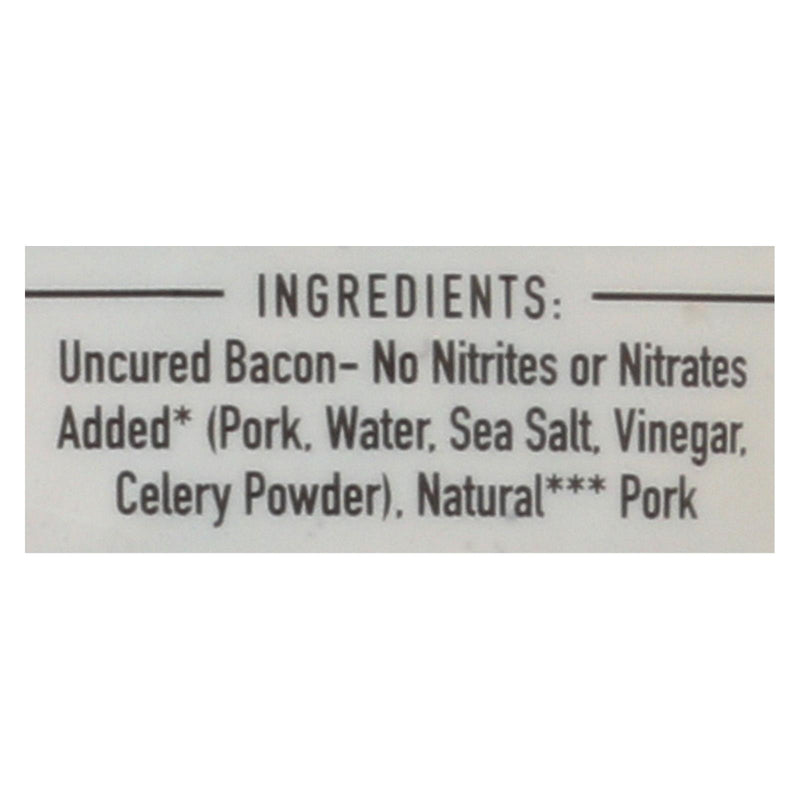 INGREDIENTS:
Uncured Bacon- No Nitrites or Nitrates
Added* (Pork, Water, Sea Salt, Vinegar,
Celery Powder), Natural*** Pork